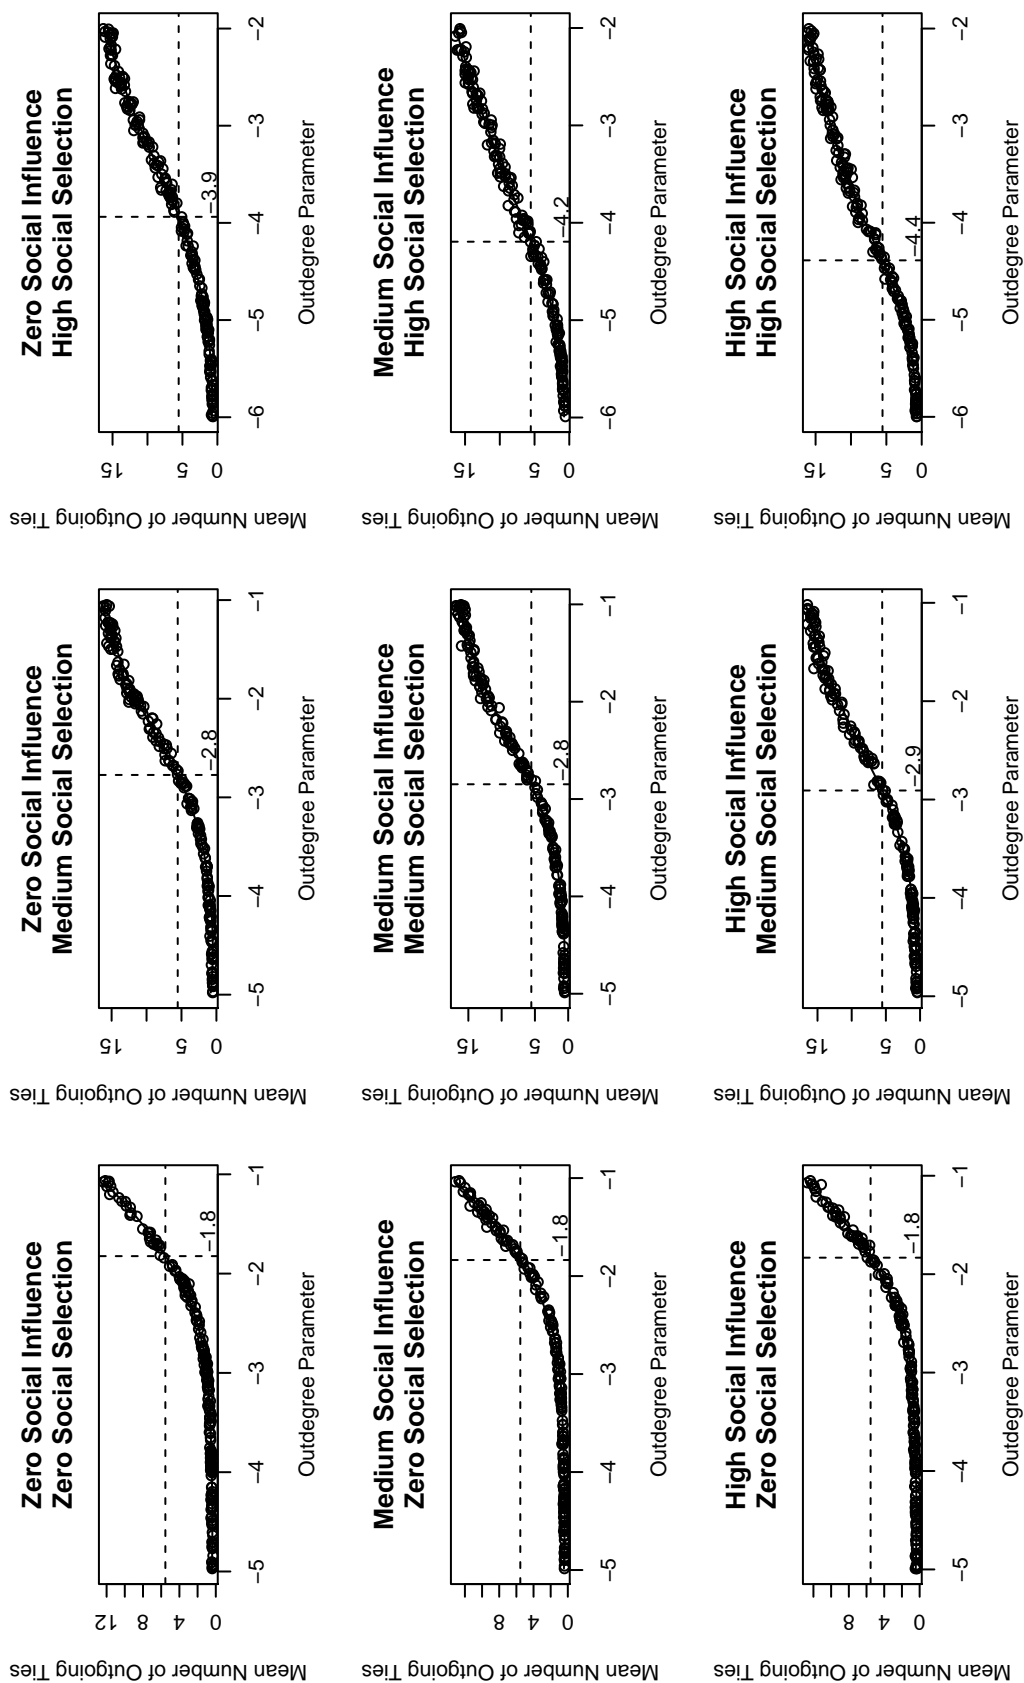 Zero Social Influence
Zero Social Selection
Mean Number of Outgoing Ties
12
8
4
0
−1.8
−5 −4 −3 −2 −1
Outdegree Parameter
Zero Social Influence
Medium Social Selection
Mean Number of Outgoing Ties
15
5
0
−2.8
−5 −4 −3 −2 −1
Outdegree Parameter
Zero Social Influence
High Social Selection
Mean Number of Outgoing Ties
15
5
0
−3.9
−6 −5 −4 −3 −2
Outdegree Parameter
Medium Social Influence
Zero Social Selection
Mean Number of Outgoing Ties
8
4
0
−1.8
−5 −4 −3 −2 −1
Outdegree Parameter
Medium Social Influence
Medium Social Selection
Mean Number of Outgoing Ties
15
5
0
−2.8
−5 −4 −3 −2 −1
Outdegree Parameter
Medium Social Influence
High Social Selection
Mean Number of Outgoing Ties
15
5
0
−4.2
−6 −5 −4 −3 −2
Outdegree Parameter
High Social Influence
Zero Social Selection
Mean Number of Outgoing Ties
8
4
0
−1.8
−5 −4 −3 −2 −1
Outdegree Parameter
High Social Influence
Medium Social Selection
Mean Number of Outgoing Ties
15
5
0
−2.9
−5 −4 −3 −2 −1
Outdegree Parameter
High Social Influence
High Social Selection
Mean Number of Outgoing Ties
15
5
0
−4.4
−6 −5 −4 −3 −2
Outdegree Parameter